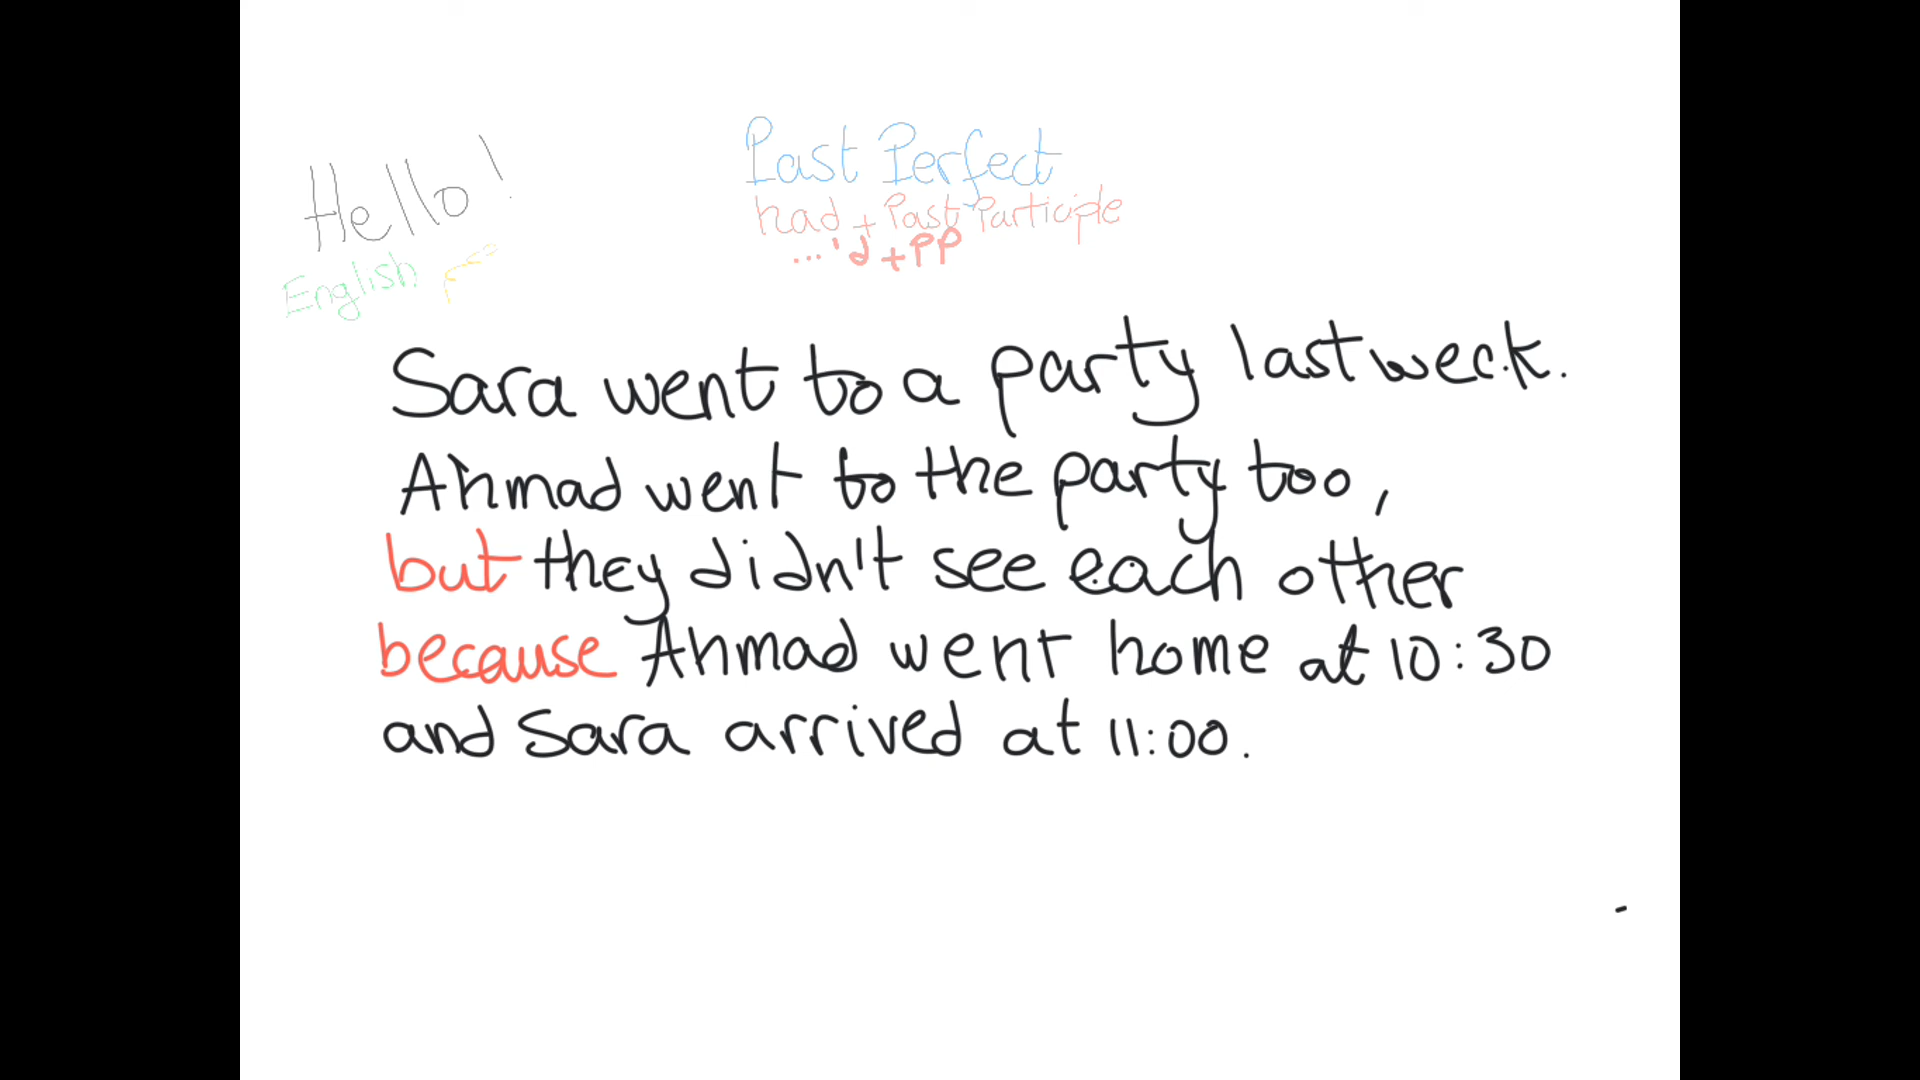 Hello!
English
Past Perfect
had + Past Participle
...'d + PP
Sara went to a party last week.
Ahmad went to the party too,
but they didn't see each other
because Ahmad went home at 10:30
and Sara arrived at 11:00.